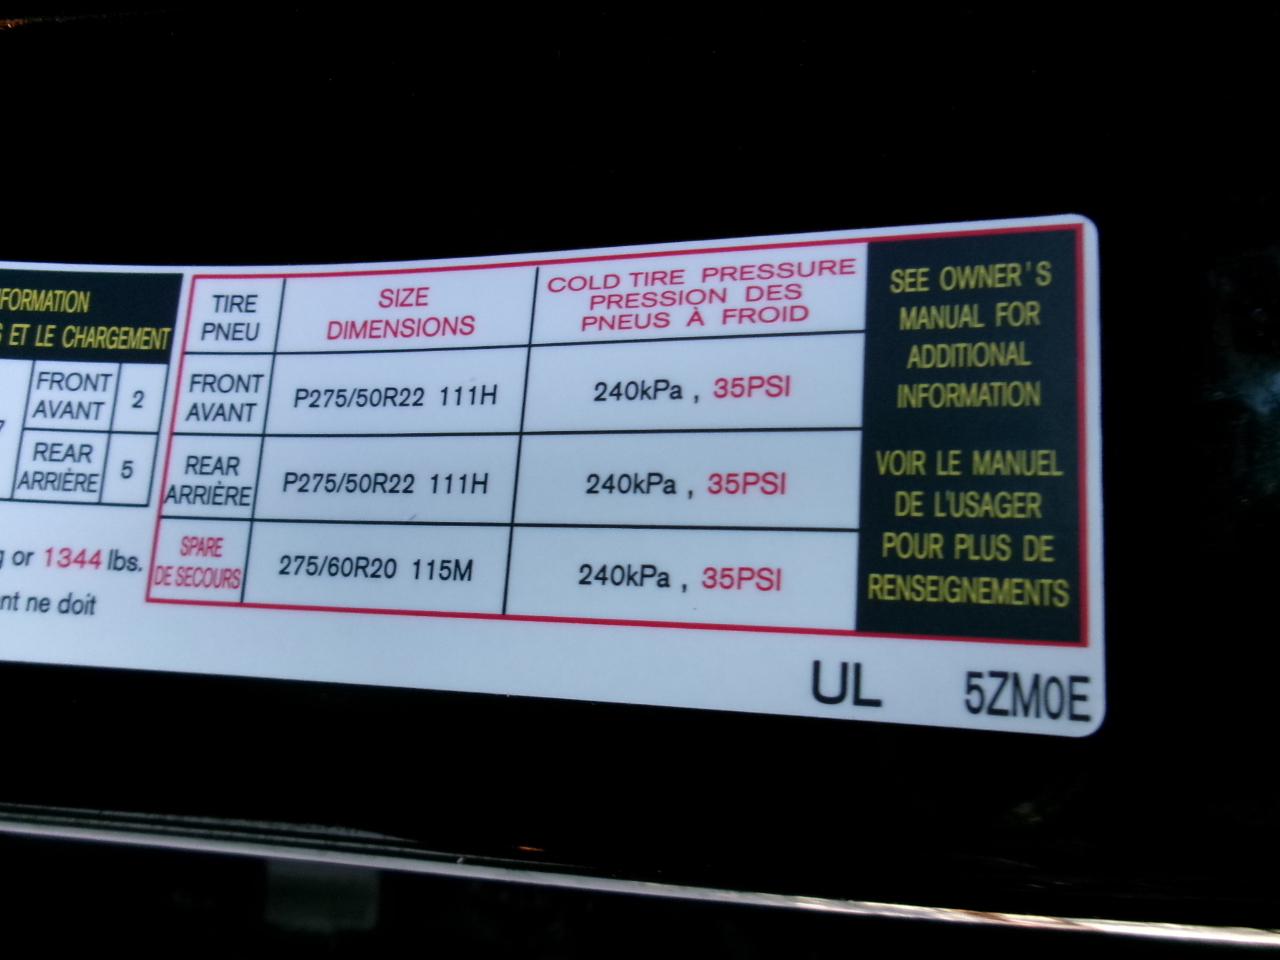 TIRE
PNEU
SIZE
DIMENSIONS
COLD TIRE PRESSURE
PRESSION DES
PNEUS À FROID
FRONT
AVANT
P275/50R22 111H
240kPa , 35PSI
REAR
ARRIÈRE
P275/50R22 111H
240kPa , 35PSI
SPARE
DE SECOURS
275/60R20 115M
240kPa , 35PSI
SEE OWNER'S
MANUAL FOR
ADDITIONAL
INFORMATION
VOIR LE MANUEL
DE L'USAGER
POUR PLUS DE
RENSEIGNEMENTS
ET LE CHARGEMENT
FRONT
AVANT
2
REAR
ARRIÈRE
5
or 1344 lbs.
ne doit
UL
5ZM0E